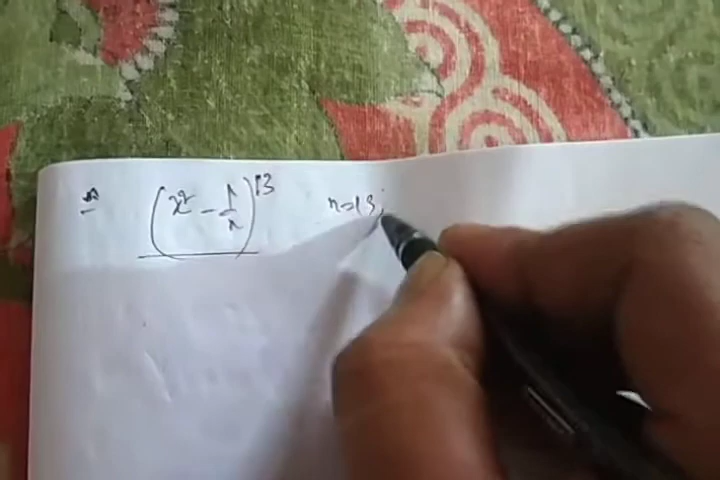 (x² - 1/x)^13 n=13;